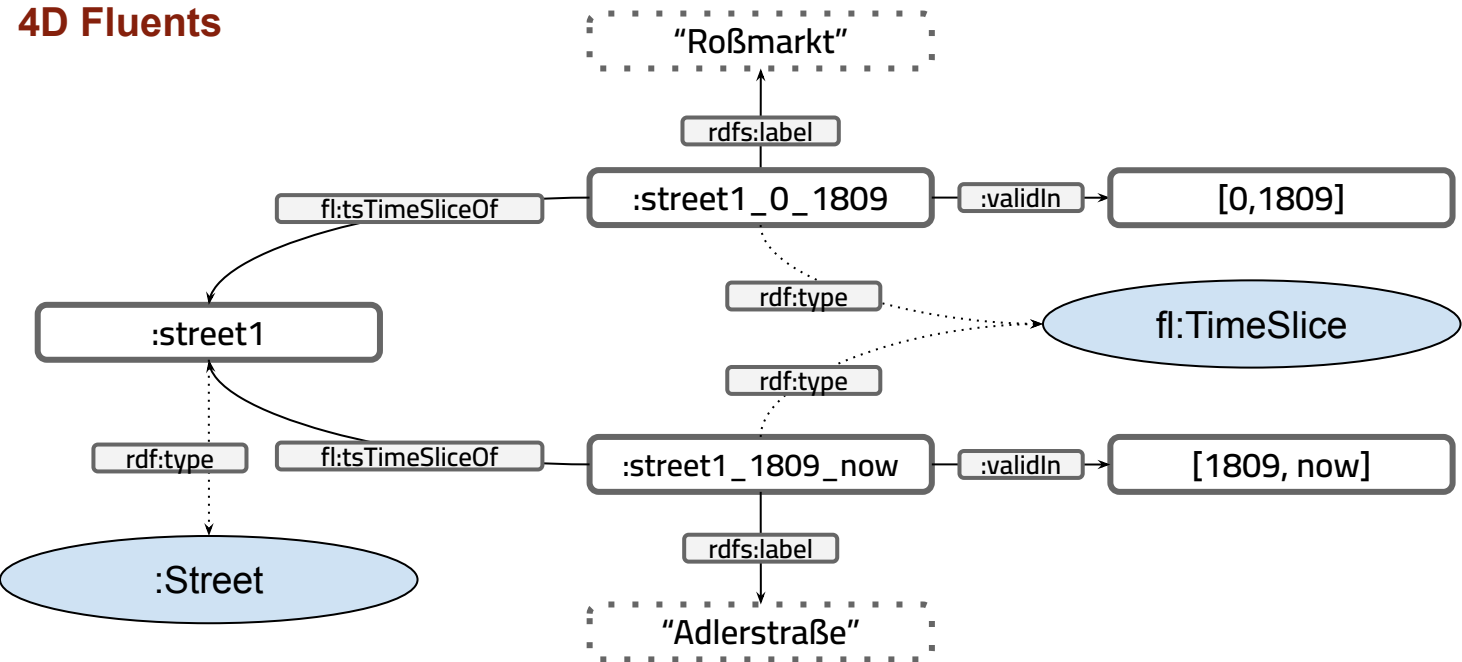 4D Fluents
“Roßmarkt”
rdfs:label
fl:tsTimeSliceOf
:street1_0_1809
:validIn
[0,1809]
rdf:type
:street1
fl:TimeSlice
rdf:type
rdf:type
fl:tsTimeSliceOf
:street1_1809_now
:validIn
[1809, now]
rdfs:label
:Street
“Adlerstraße”